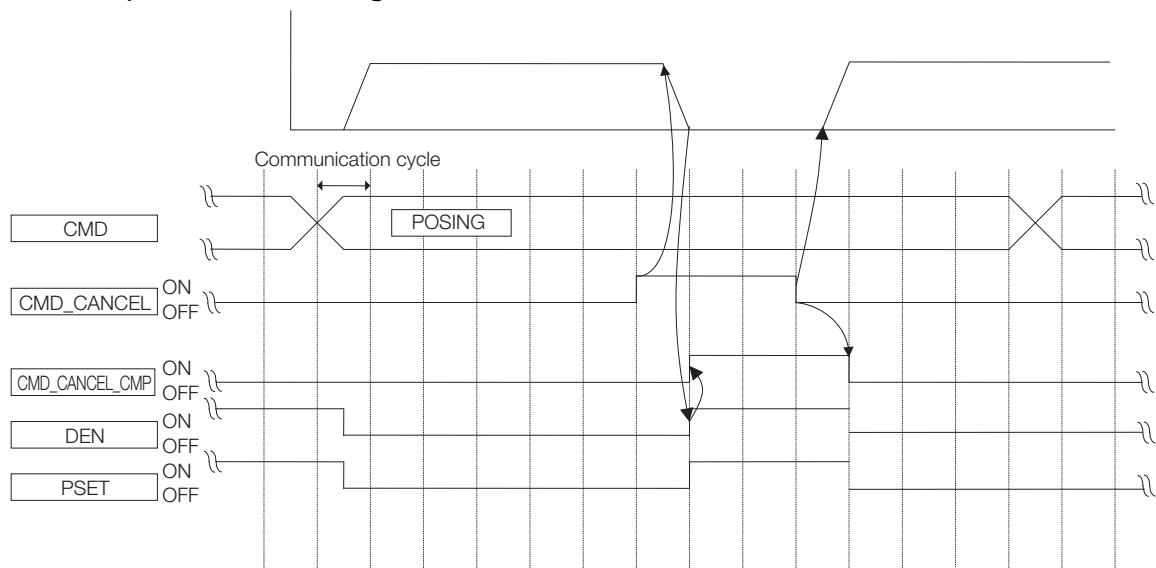 Communication cycle
CMD
POSING
CMD_CANCEL
ON
OFF
CMD_CANCEL_CMP
ON
OFF
DEN
ON
OFF
PSET
ON
OFF